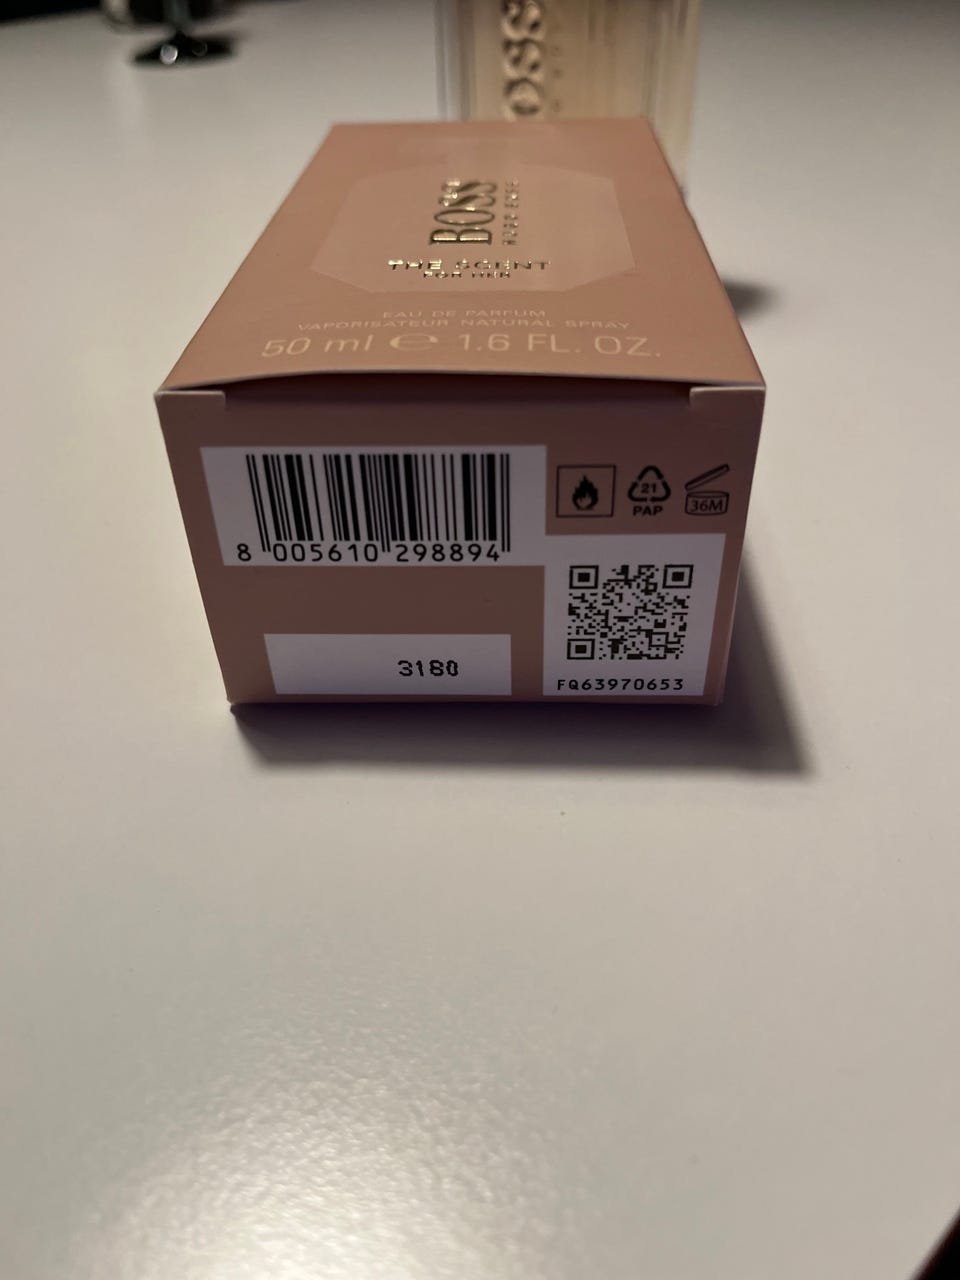 OSS
BOSS
HUGO BOSS
THE SCENT
FOR HER
EAU DE PARFUM
VAPORISATEUR NATURAL SPRAY
50 ml ℮ 1.6 FL. OZ.
8 005610 298894
21
PAP
36M
3180
FQ63970653